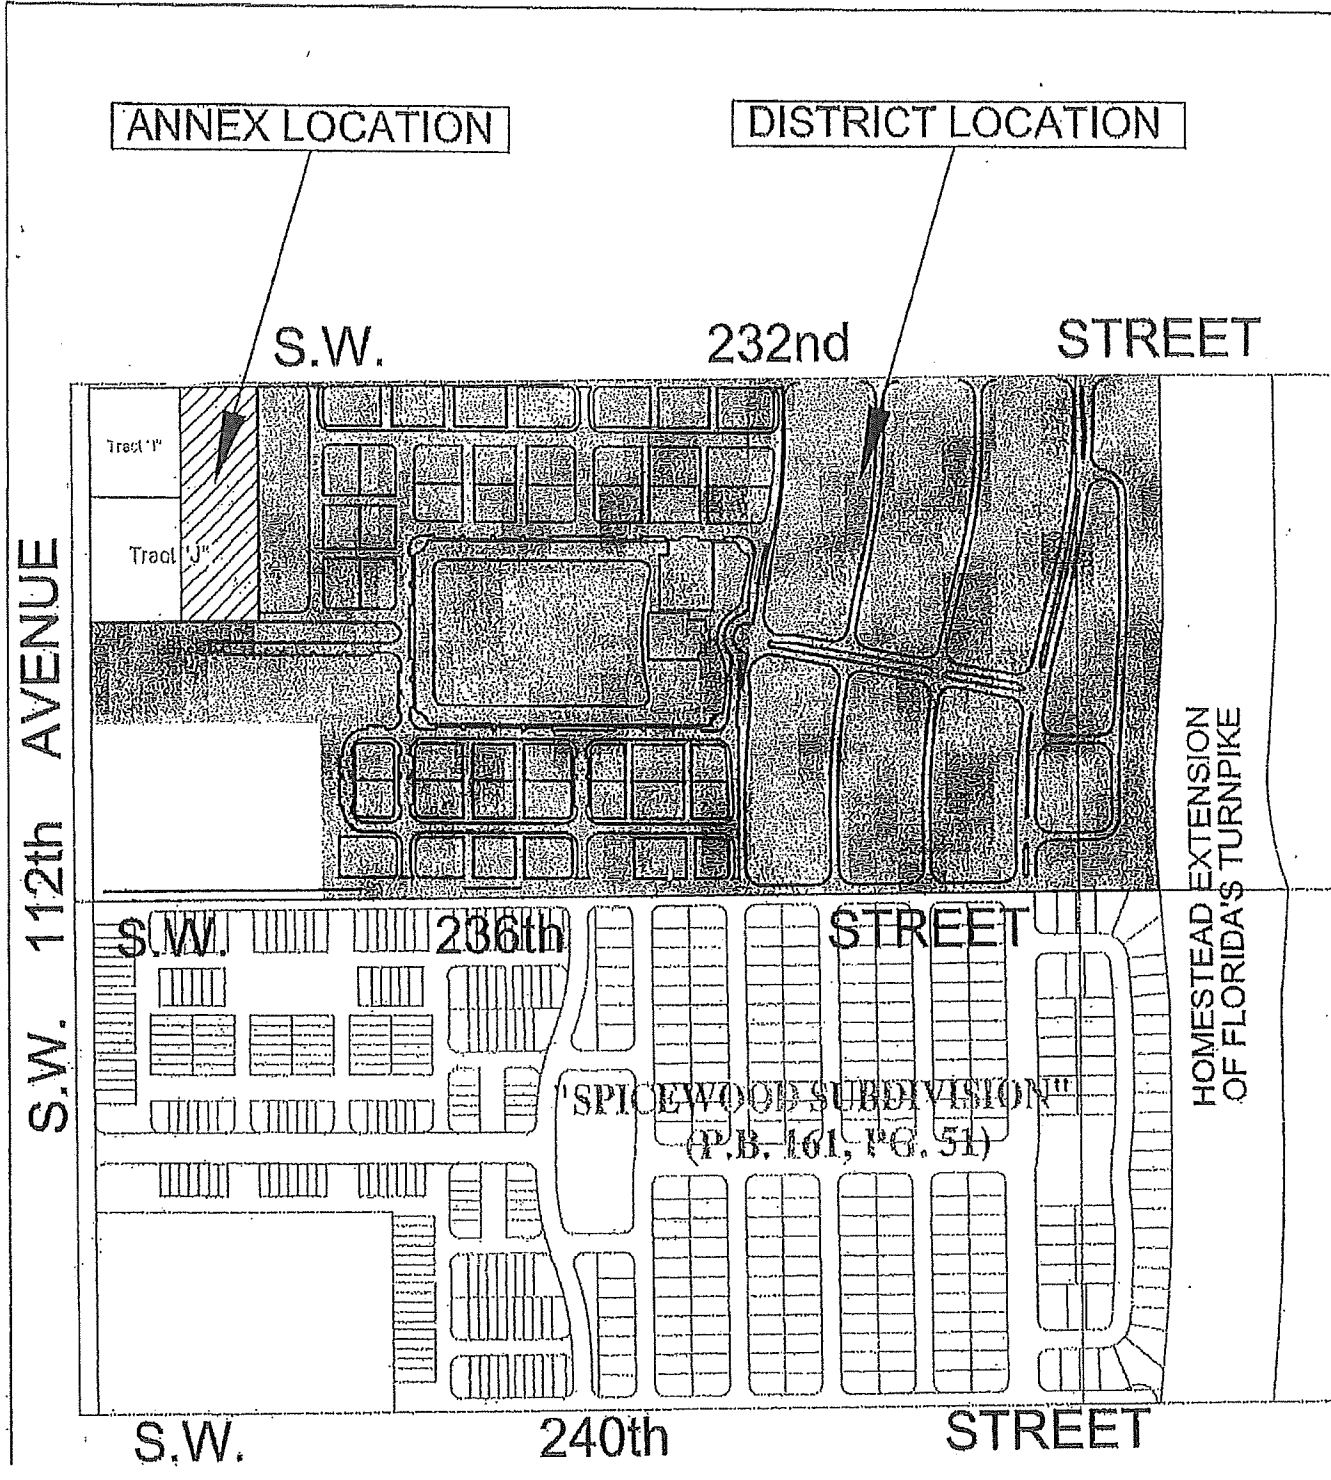 ANNEX LOCATION
DISTRICT LOCATION
S.W. 232nd STREET
Tract "I"
Tract "J"
S.W. 112th AVENUE
HOMESTEAD EXTENSION
OF FLORIDA'S TURNPIKE
S.W. 236th STREET
"SPICEWOOD SUBDIVISION"
(P.B. 161, PG. 51)
S.W. 240th STREET